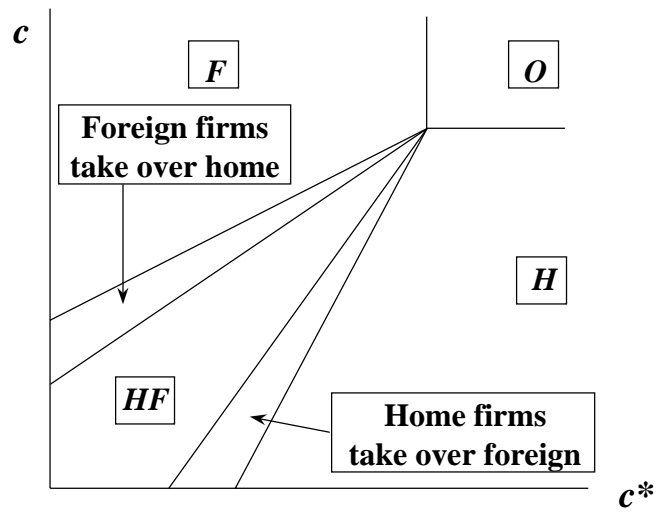 c
F
O
Foreign firms
take over home
H
HF
Home firms
take over foreign
c*